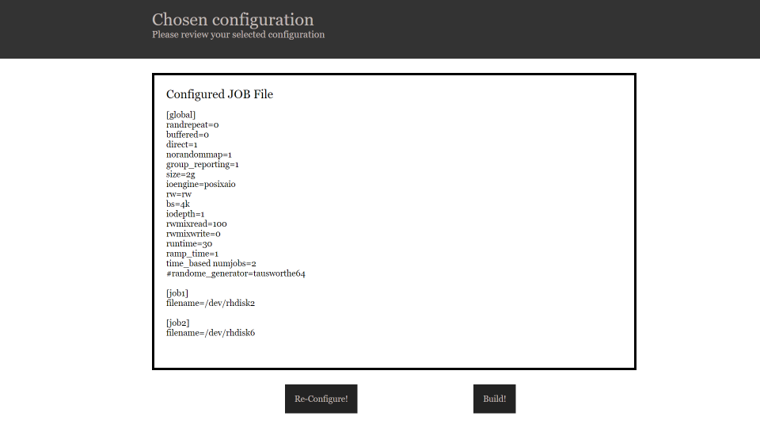 Chosen configuration
Please review your selected configuration
Configured JOB File
[global]
randrepeat=0
buffered=0
direct=1
norandommap=1
group_reporting=1
size=2g
ioengine=posixaio
rw=rw
bs=4k
iodepth=1
rwmixread=100
rwmixwrite=0
runtime=30
ramp_time=1
time_based numjobs=2
#randome_generator=tausworthe64
[job1]
filename=/dev/rhdisk2
[job2]
filename=/dev/rhdisk6
Re-Configure!
Build!